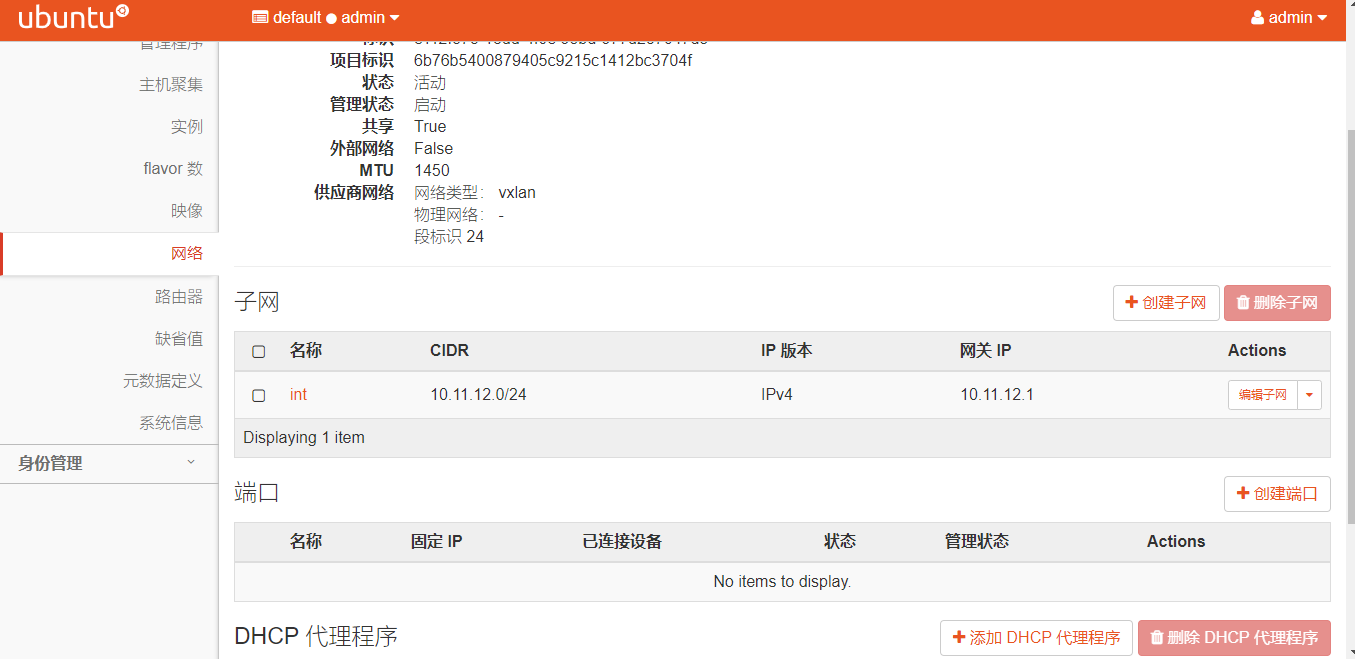 ubuntu
default admin
admin
管理程序
主机聚集
实例
flavor 数
映像
网络
路由器
缺省值
元数据定义
系统信息
身份管理
项目标识 6b76b5400879405c9215c1412bc3704f
状态 活动
管理状态 启动
共享 True
外部网络 False
MTU 1450
供应商网络 网络类型： vxlan
物理网络： -
段标识 24
子网
创建子网 删除子网
名称 CIDR IP 版本 网关 IP Actions
int 10.11.12.0/24 IPv4 10.11.12.1 编辑子网
Displaying 1 item
端口
创建端口
名称 固定 IP 已连接设备 状态 管理状态 Actions
No items to display.
DHCP 代理程序
添加 DHCP 代理程序 删除 DHCP 代理程序